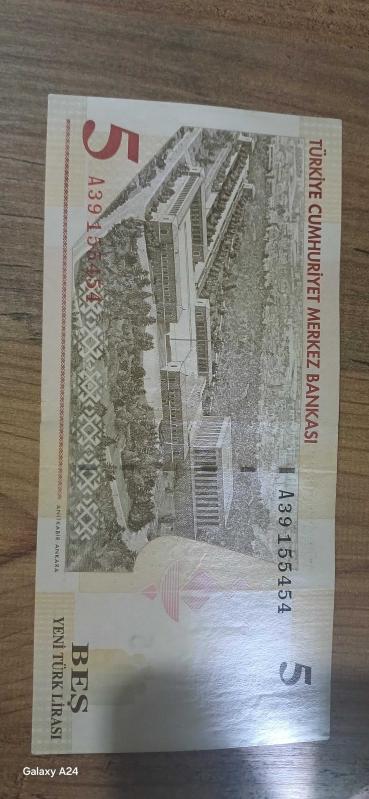 TÜRKİYE CUMHURİYET MERKEZ BANKASI
5
A39155454
A39155454
5
ANITKABİR ANKARA
BEŞ
YENİ TÜRK LİRASI
Galaxy A24